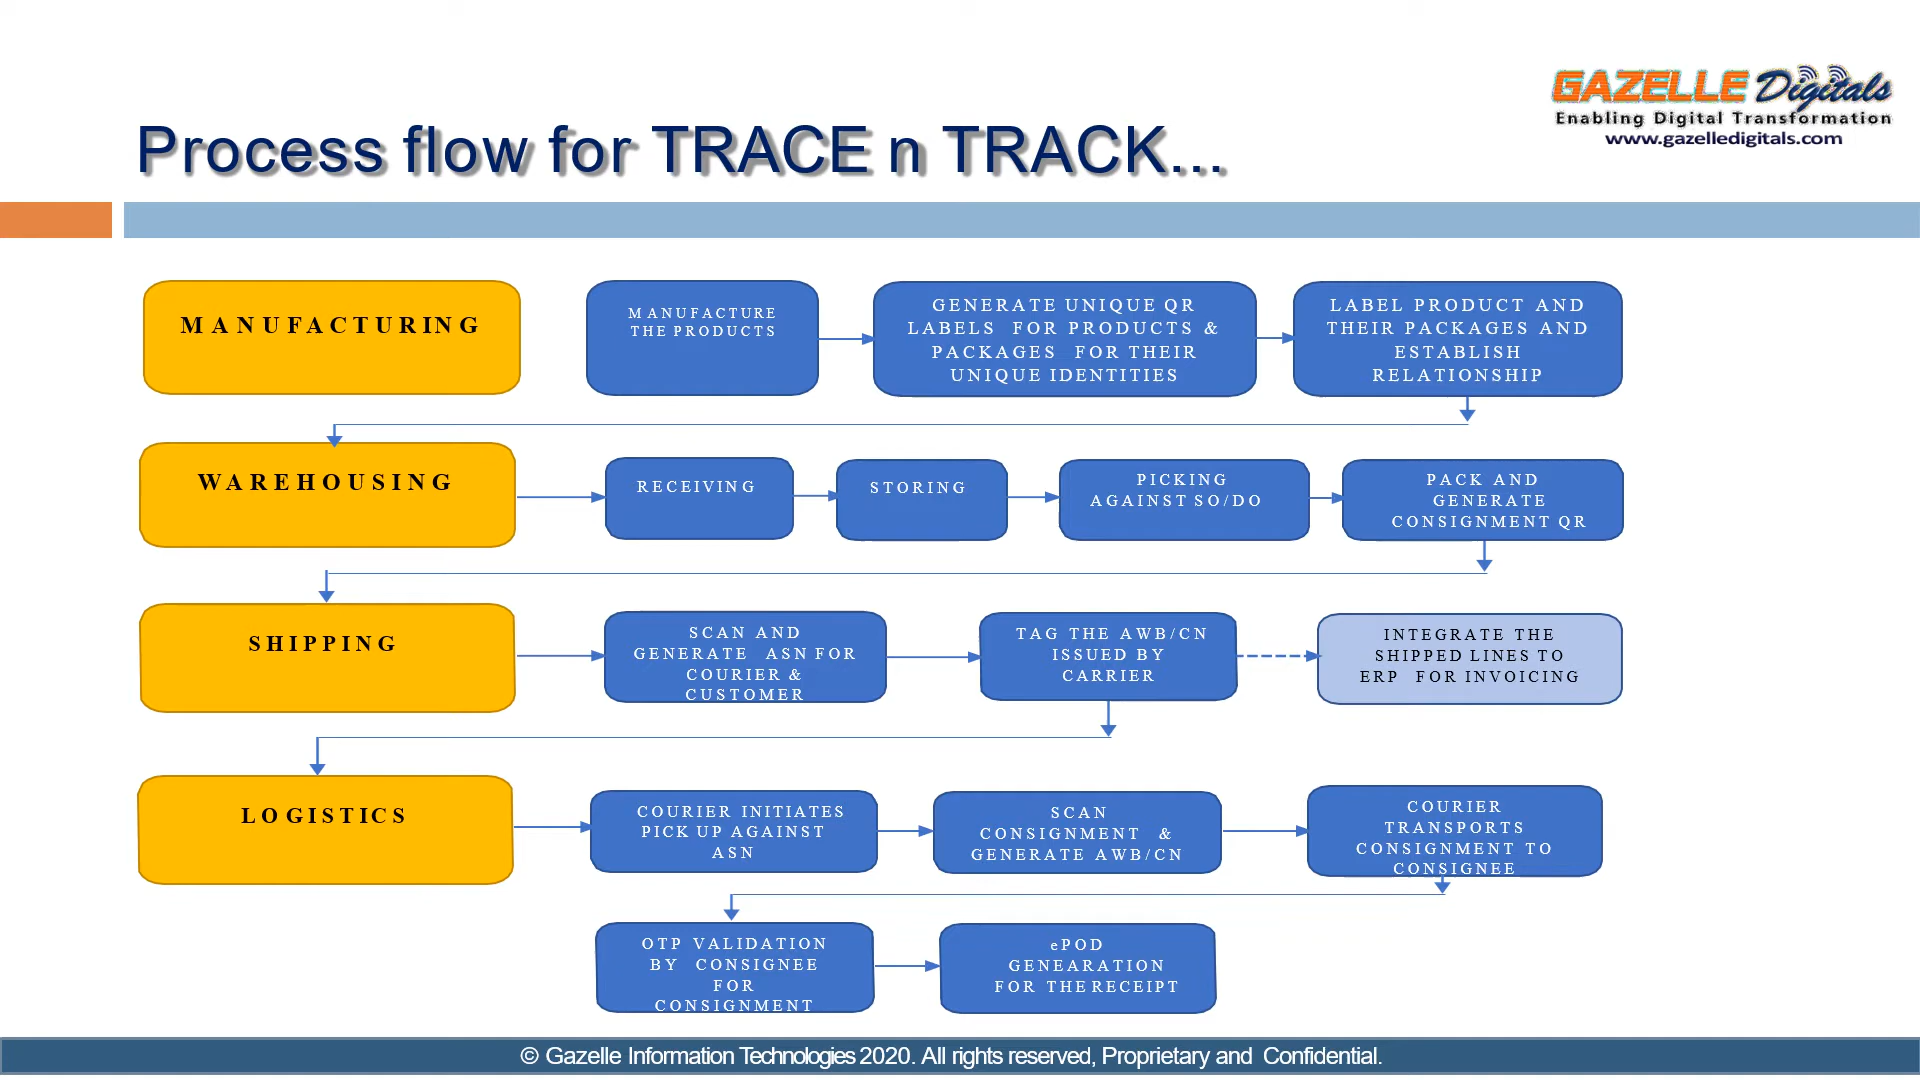 GAZELLE Digitals
Enabling Digital Transformation
www.gazelledigitals.com
Process flow for TRACE n TRACK...
MANUFACTURING
MANUFACTURE
THE PRODUCTS
GENERATE UNIQUE QR
LABELS FOR PRODUCTS &
PACKAGES FOR THEIR
UNIQUE IDENTITIES
LABEL PRODUCT AND
THEIR PACKAGES AND
ESTABLISH
RELATIONSHIP
WAREHOUSING
RECEIVING
STORING
PICKING
AGAINST SO/DO
PACK AND
GENERATE
CONSIGNMENT QR
SHIPPING
SCAN AND
GENERATE ASN FOR
COURIER &
CUSTOMER
TAG THE AWB/CN
ISSUED BY
CARRIER
INTEGRATE THE
SHIPPED LINES TO
ERP FOR INVOICING
LOGISTICS
COURIER INITIATES
PICK UP AGAINST
ASN
SCAN
CONSIGNMENT &
GENERATE AWB/CN
COURIER
TRANSPORTS
CONSIGNMENT TO
CONSIGNEE
OTP VALIDATION
BY CONSIGNEE
FOR
CONSIGNMENT
ePOD
GENEARATION
FOR THE RECEIPT
© Gazelle Information Technologies 2020. All rights reserved, Proprietary and Confidential.